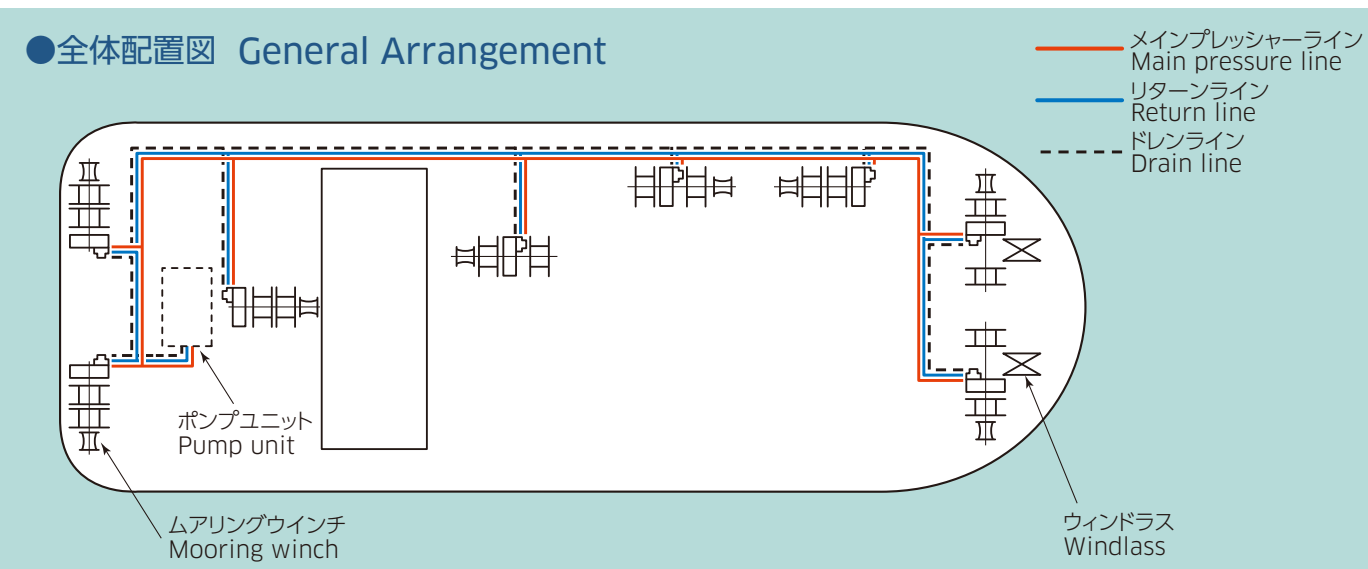 ●全体配置図 General Arrangement
メインプレッシャーライン
Main pressure line
リターンライン
Return line
ドレンライン
Drain line
ポンプユニット
Pump unit
ムアリングウインチ
Mooring winch
ウィンドラス
Windlass